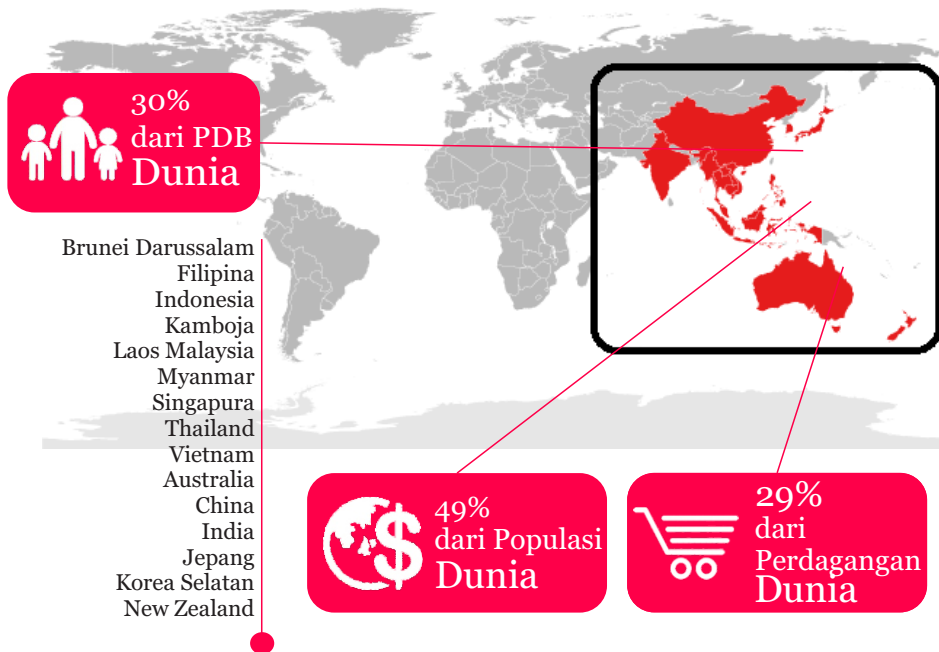 30%
dari PDB
Dunia
Brunei Darussalam
Filipina
Indonesia
Kamboja
Laos Malaysia
Myanmar
Singapura
Thailand
Vietnam
Australia
China
India
Jepang
Korea Selatan
New Zealand
49%
dari Populasi
Dunia
29%
dari
Perdagangan
Dunia